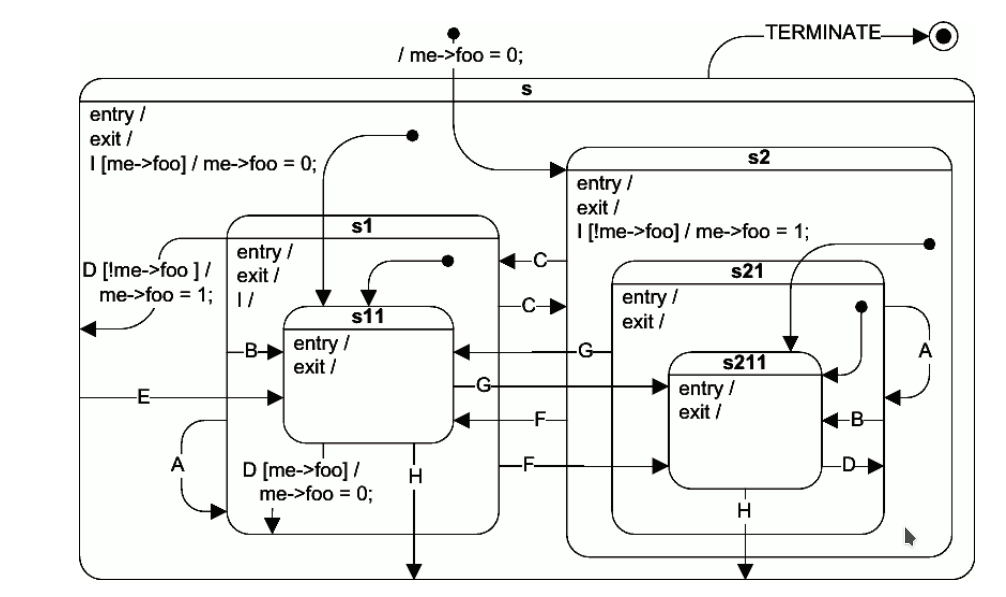 TERMINATE
/ me->foo = 0;
s
entry /
exit /
I [me->foo] / me->foo = 0;
s2
entry /
exit /
I [!me->foo] / me->foo = 1;
s1
entry /
exit /
I /
D [!me->foo ] /
me->foo = 1;
C
s21
entry /
exit /
C
s11
entry /
exit /
B
G
A
s211
entry /
exit /
G
E
F
B
A
F
D
D [me->foo] /
me->foo = 0;
H
H